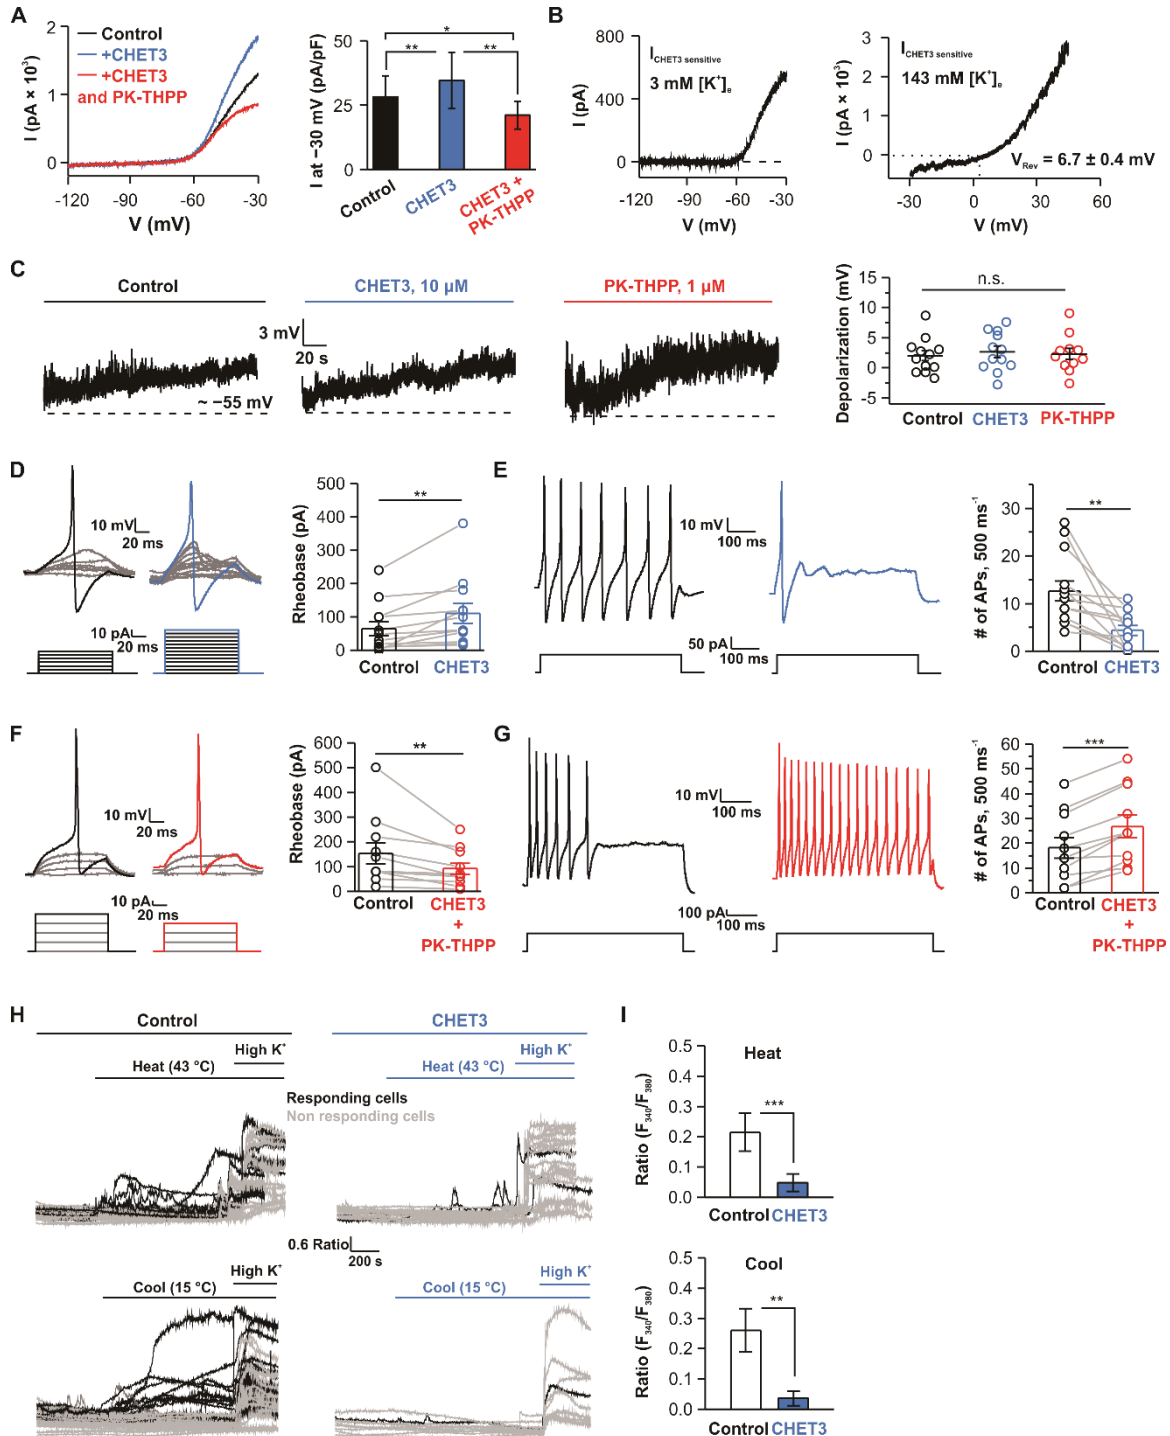 A
I (pA × 10³)
2
1
0
-120
-90
-60
-30
V (mV)
Control
+CHET3
+CHET3
and PK-THPP
I at −30 mV (pA/pF)
50
25
0
*
**
**
Control
CHET3
CHET3 +
PK-THPP
B
I (pA)
800
400
0
I CHET3 sensitive
3 mM [K⁺]e
-120
-90
-60
-30
V (mV)
I (pA × 10³)
3
2
1
0
I CHET3 sensitive
143 mM [K⁺]e
VRev = 6.7 ± 0.4 mV
-30
0
30
60
V (mV)
C
Control
CHET3, 10 µM
PK-THPP, 1 µM
3 mV
20 s
~ −55 mV
Depolarization (mV)
15
10
5
0
-5
n.s.
Control
CHET3
PK-THPP
D
10 mV
20 ms
10 pA
20 ms
Rheobase (pA)
500
400
300
200
100
0
**
Control
CHET3
E
10 mV
100 ms
50 pA
100 ms
# of APs, 500 ms⁻¹
30
20
10
0
**
Control
CHET3
F
10 mV
20 ms
10 pA
20 ms
Rheobase (pA)
600
500
400
300
200
100
0
**
Control
CHET3
+
PK-THPP
G
10 mV
100 ms
100 pA
100 ms
# of APs, 500 ms⁻¹
60
50
40
30
20
10
0
***
Control
CHET3
+
PK-THPP
H
Control
CHET3
High K⁺
Heat (43 °C)
High K⁺
Heat (43 °C)
Responding cells
Non responding cells
0.6 Ratio
200 s
High K⁺
Cool (15 °C)
High K⁺
Cool (15 °C)
I
Heat
Ratio (F340/F380)
0.5
0.4
0.3
0.2
0.1
0.0
***
Control
CHET3
Cool
Ratio (F340/F380)
0.5
0.4
0.3
0.2
0.1
0.0
**
Control
CHET3